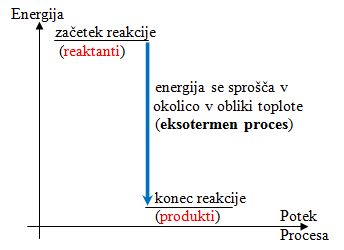 Energija
začetek reakcije
(reaktanti)
energija se sprošča v
okolico v obliki toplote
(eksotermen proces)
konec reakcije
(produkti)
Potek
Procesa